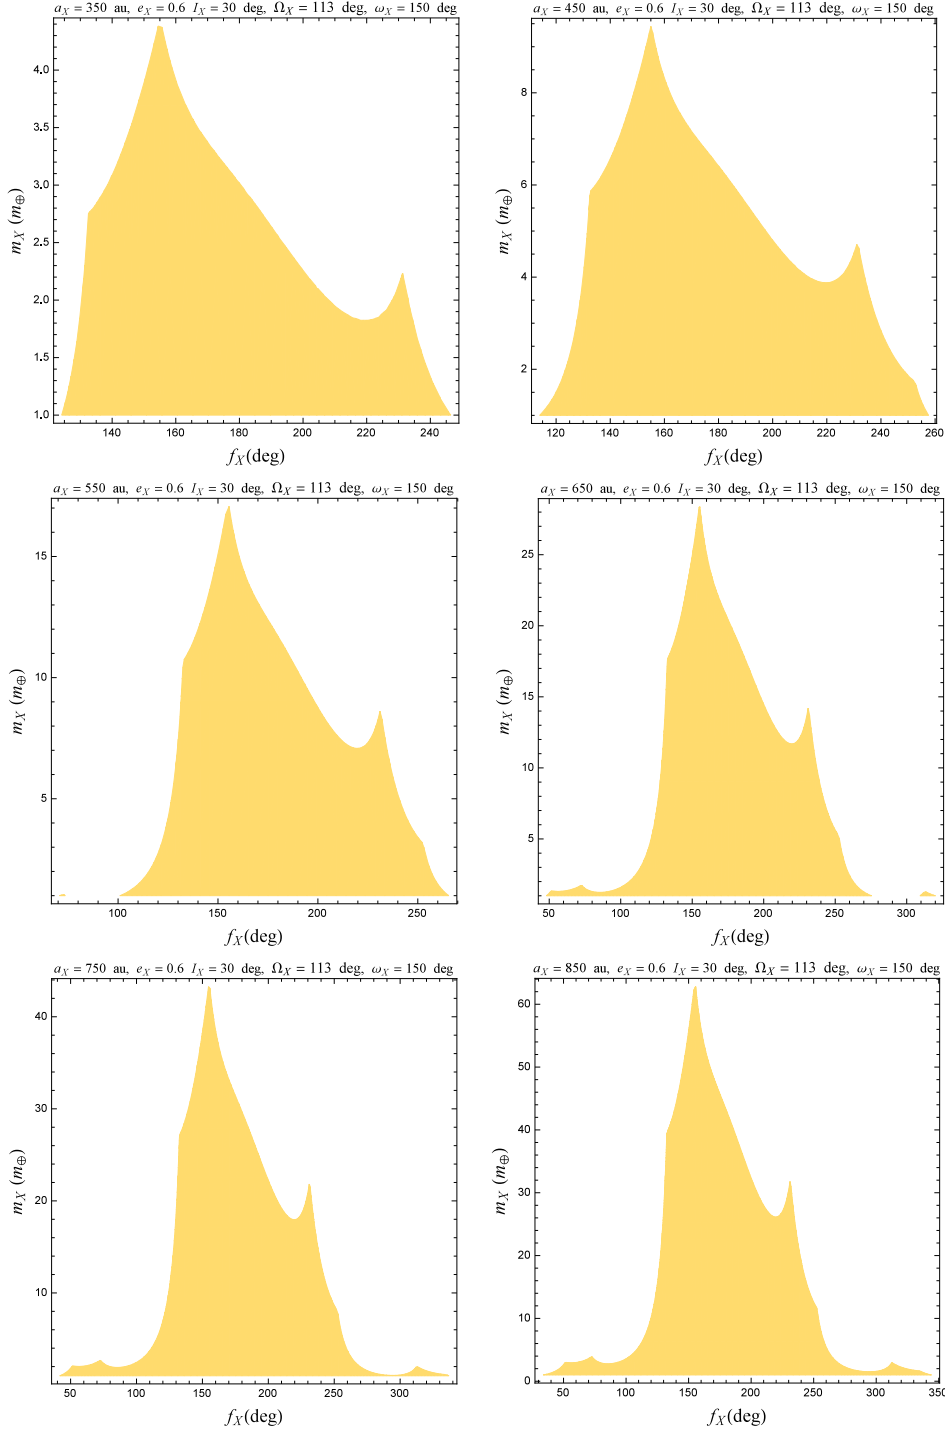 a_X = 350 au, e_X = 0.6 I_X = 30 deg, Ω_X = 113 deg, ω_X = 150 deg
4.0
3.5
3.0
2.5
2.0
1.5
1.0
m_X (m_⊕)
140 160 180 200 220 240
f_X(deg)
a_X = 450 au, e_X = 0.6 I_X = 30 deg, Ω_X = 113 deg, ω_X = 150 deg
8
6
4
2
m_X (m_⊕)
120 140 160 180 200 220 240 260
f_X(deg)
a_X = 550 au, e_X = 0.6 I_X = 30 deg, Ω_X = 113 deg, ω_X = 150 deg
15
10
5
m_X (m_⊕)
100 150 200 250
f_X(deg)
a_X = 650 au, e_X = 0.6 I_X = 30 deg, Ω_X = 113 deg, ω_X = 150 deg
25
20
15
10
5
m_X (m_⊕)
50 100 150 200 250 300
f_X(deg)
a_X = 750 au, e_X = 0.6 I_X = 30 deg, Ω_X = 113 deg, ω_X = 150 deg
40
30
20
10
m_X (m_⊕)
50 100 150 200 250 300
f_X(deg)
a_X = 850 au, e_X = 0.6 I_X = 30 deg, Ω_X = 113 deg, ω_X = 150 deg
60
50
40
30
20
10
0
m_X (m_⊕)
50 100 150 200 250 300 350
f_X(deg)